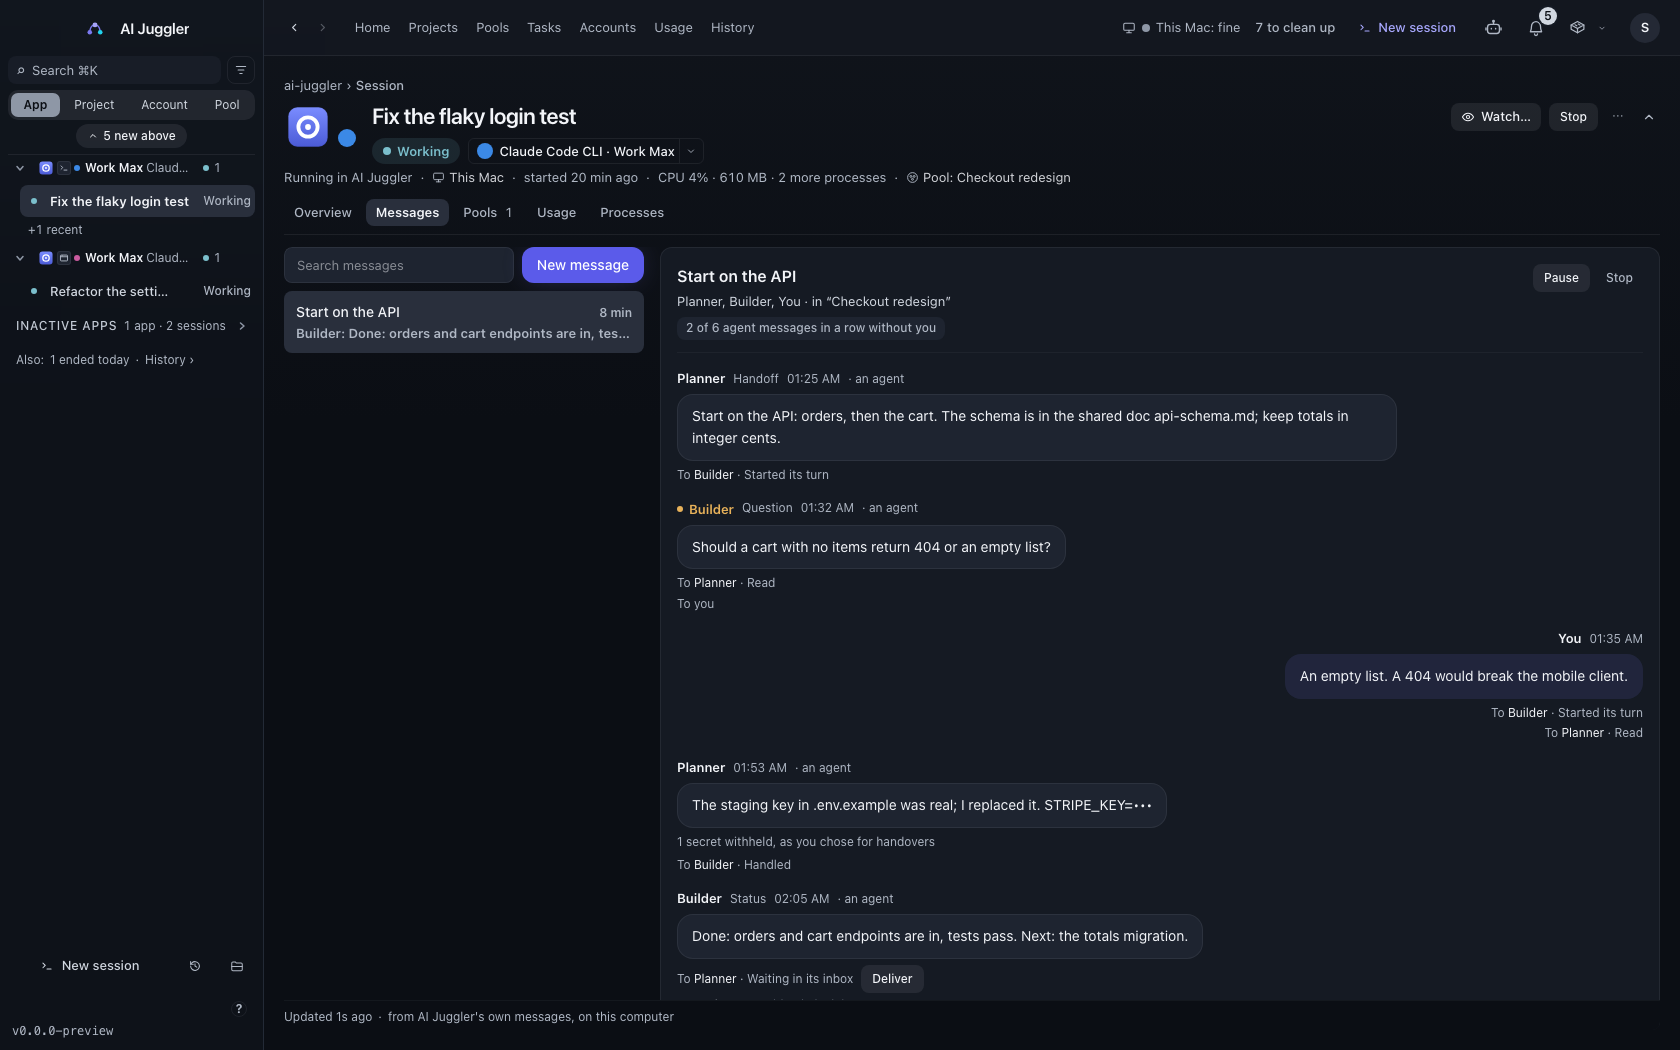 AI Juggler
Search ⌘K
App Project Account Pool
5 new above
Work Max Claud... 1
Fix the flaky login test Working
+1 recent
Work Max Claud... 1
Refactor the setti... Working
INACTIVE APPS 1 app · 2 sessions
Also: 1 ended today · History ›
New session
?
v0.0.0-preview
Home Projects Pools Tasks Accounts Usage History
This Mac: fine 7 to clean up New session 5 S
ai-juggler › Session
Fix the flaky login test
Watch... Stop ...
Working Claude Code CLI · Work Max
Running in AI Juggler · This Mac · started 20 min ago · CPU 4% · 610 MB · 2 more processes · Pool: Checkout redesign
Overview Messages Pools 1 Usage Processes
Search messages New message
Start on the API 8 min
Builder: Done: orders and cart endpoints are in, tes...
Start on the API
Pause Stop
Planner, Builder, You · in “Checkout redesign”
2 of 6 agent messages in a row without you
Planner Handoff 01:25 AM · an agent
Start on the API: orders, then the cart. The schema is in the shared doc api-schema.md; keep totals in
integer cents.
To Builder · Started its turn
Builder Question 01:32 AM · an agent
Should a cart with no items return 404 or an empty list?
To Planner · Read
To you
You 01:35 AM
An empty list. A 404 would break the mobile client.
To Builder · Started its turn
To Planner · Read
Planner 01:53 AM · an agent
The staging key in .env.example was real; I replaced it. STRIPE_KEY=•••
1 secret withheld, as you chose for handovers
To Builder · Handled
Builder Status 02:05 AM · an agent
Done: orders and cart endpoints are in, tests pass. Next: the totals migration.
To Planner · Waiting in its inbox Deliver
Updated 1s ago · from AI Juggler's own messages, on this computer